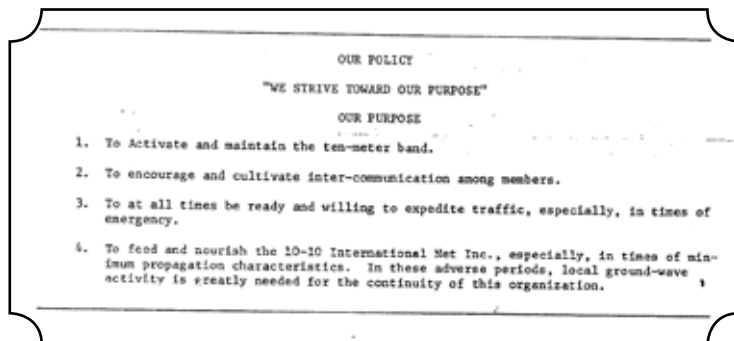 OUR POLICY
"WE STRIVE TOWARD OUR PURPOSE"
OUR PURPOSE
1. To Activate and maintain the ten-meter band.
2. To encourage and cultivate inter-communication among members.
3. To at all times be ready and willing to expedite traffic, especially, in times of
emergency.
4. To feed and nourish the 10-10 International Net Inc., especially, in times of min-
imum propagation characteristics. In these adverse periods, local ground-wave
activity is greatly needed for the continuity of this organization.